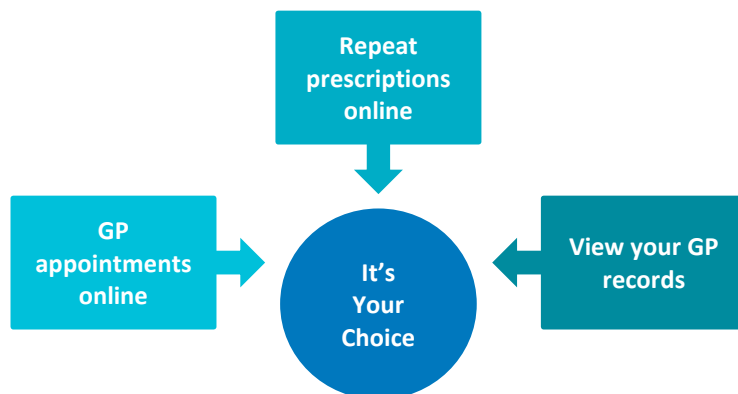 Repeat
prescriptions
online
GP
appointments
online
It’s
Your
Choice
View your GP
records